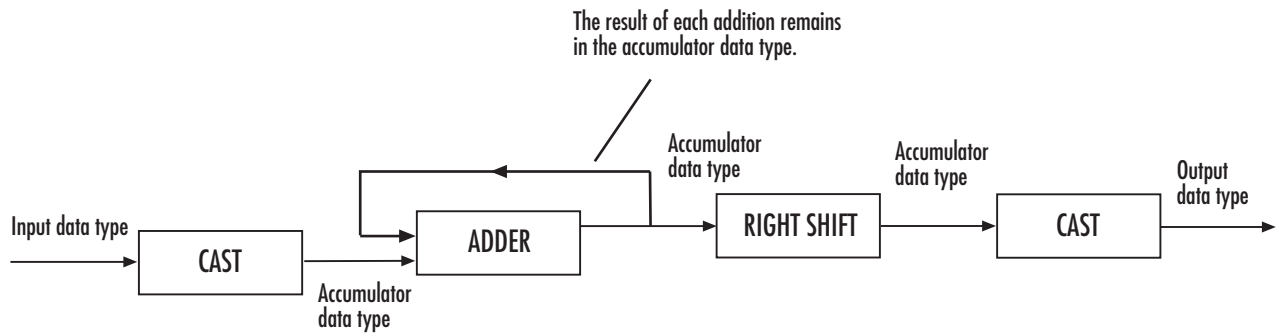 The result of each addition remains
in the accumulator data type.
Accumulator
data type
Accumulator
data type
Output
data type
Input data type
CAST
Accumulator
data type
ADDER
RIGHT SHIFT
CAST